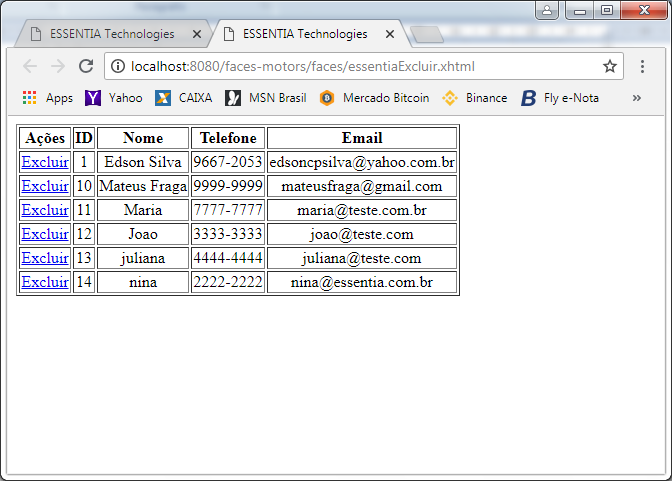 ESSENTIA Technologies
ESSENTIA Technologies
localhost:8080/faces-motors/faces/essentiaExcluir.xhtml
Apps Yahoo CAIXA MSN Brasil Mercado Bitcoin Binance Fly e-Nota »
Ações ID Nome Telefone Email
Excluir 1 Edson Silva 9667-2053 edsoncpsilva@yahoo.com.br
Excluir 10 Mateus Fraga 9999-9999 mateusfraga@gmail.com
Excluir 11 Maria 7777-7777 maria@teste.com.br
Excluir 12 Joao 3333-3333 joao@teste.com
Excluir 13 juliana 4444-4444 juliana@teste.com
Excluir 14 nina 2222-2222 nina@essentia.com.br